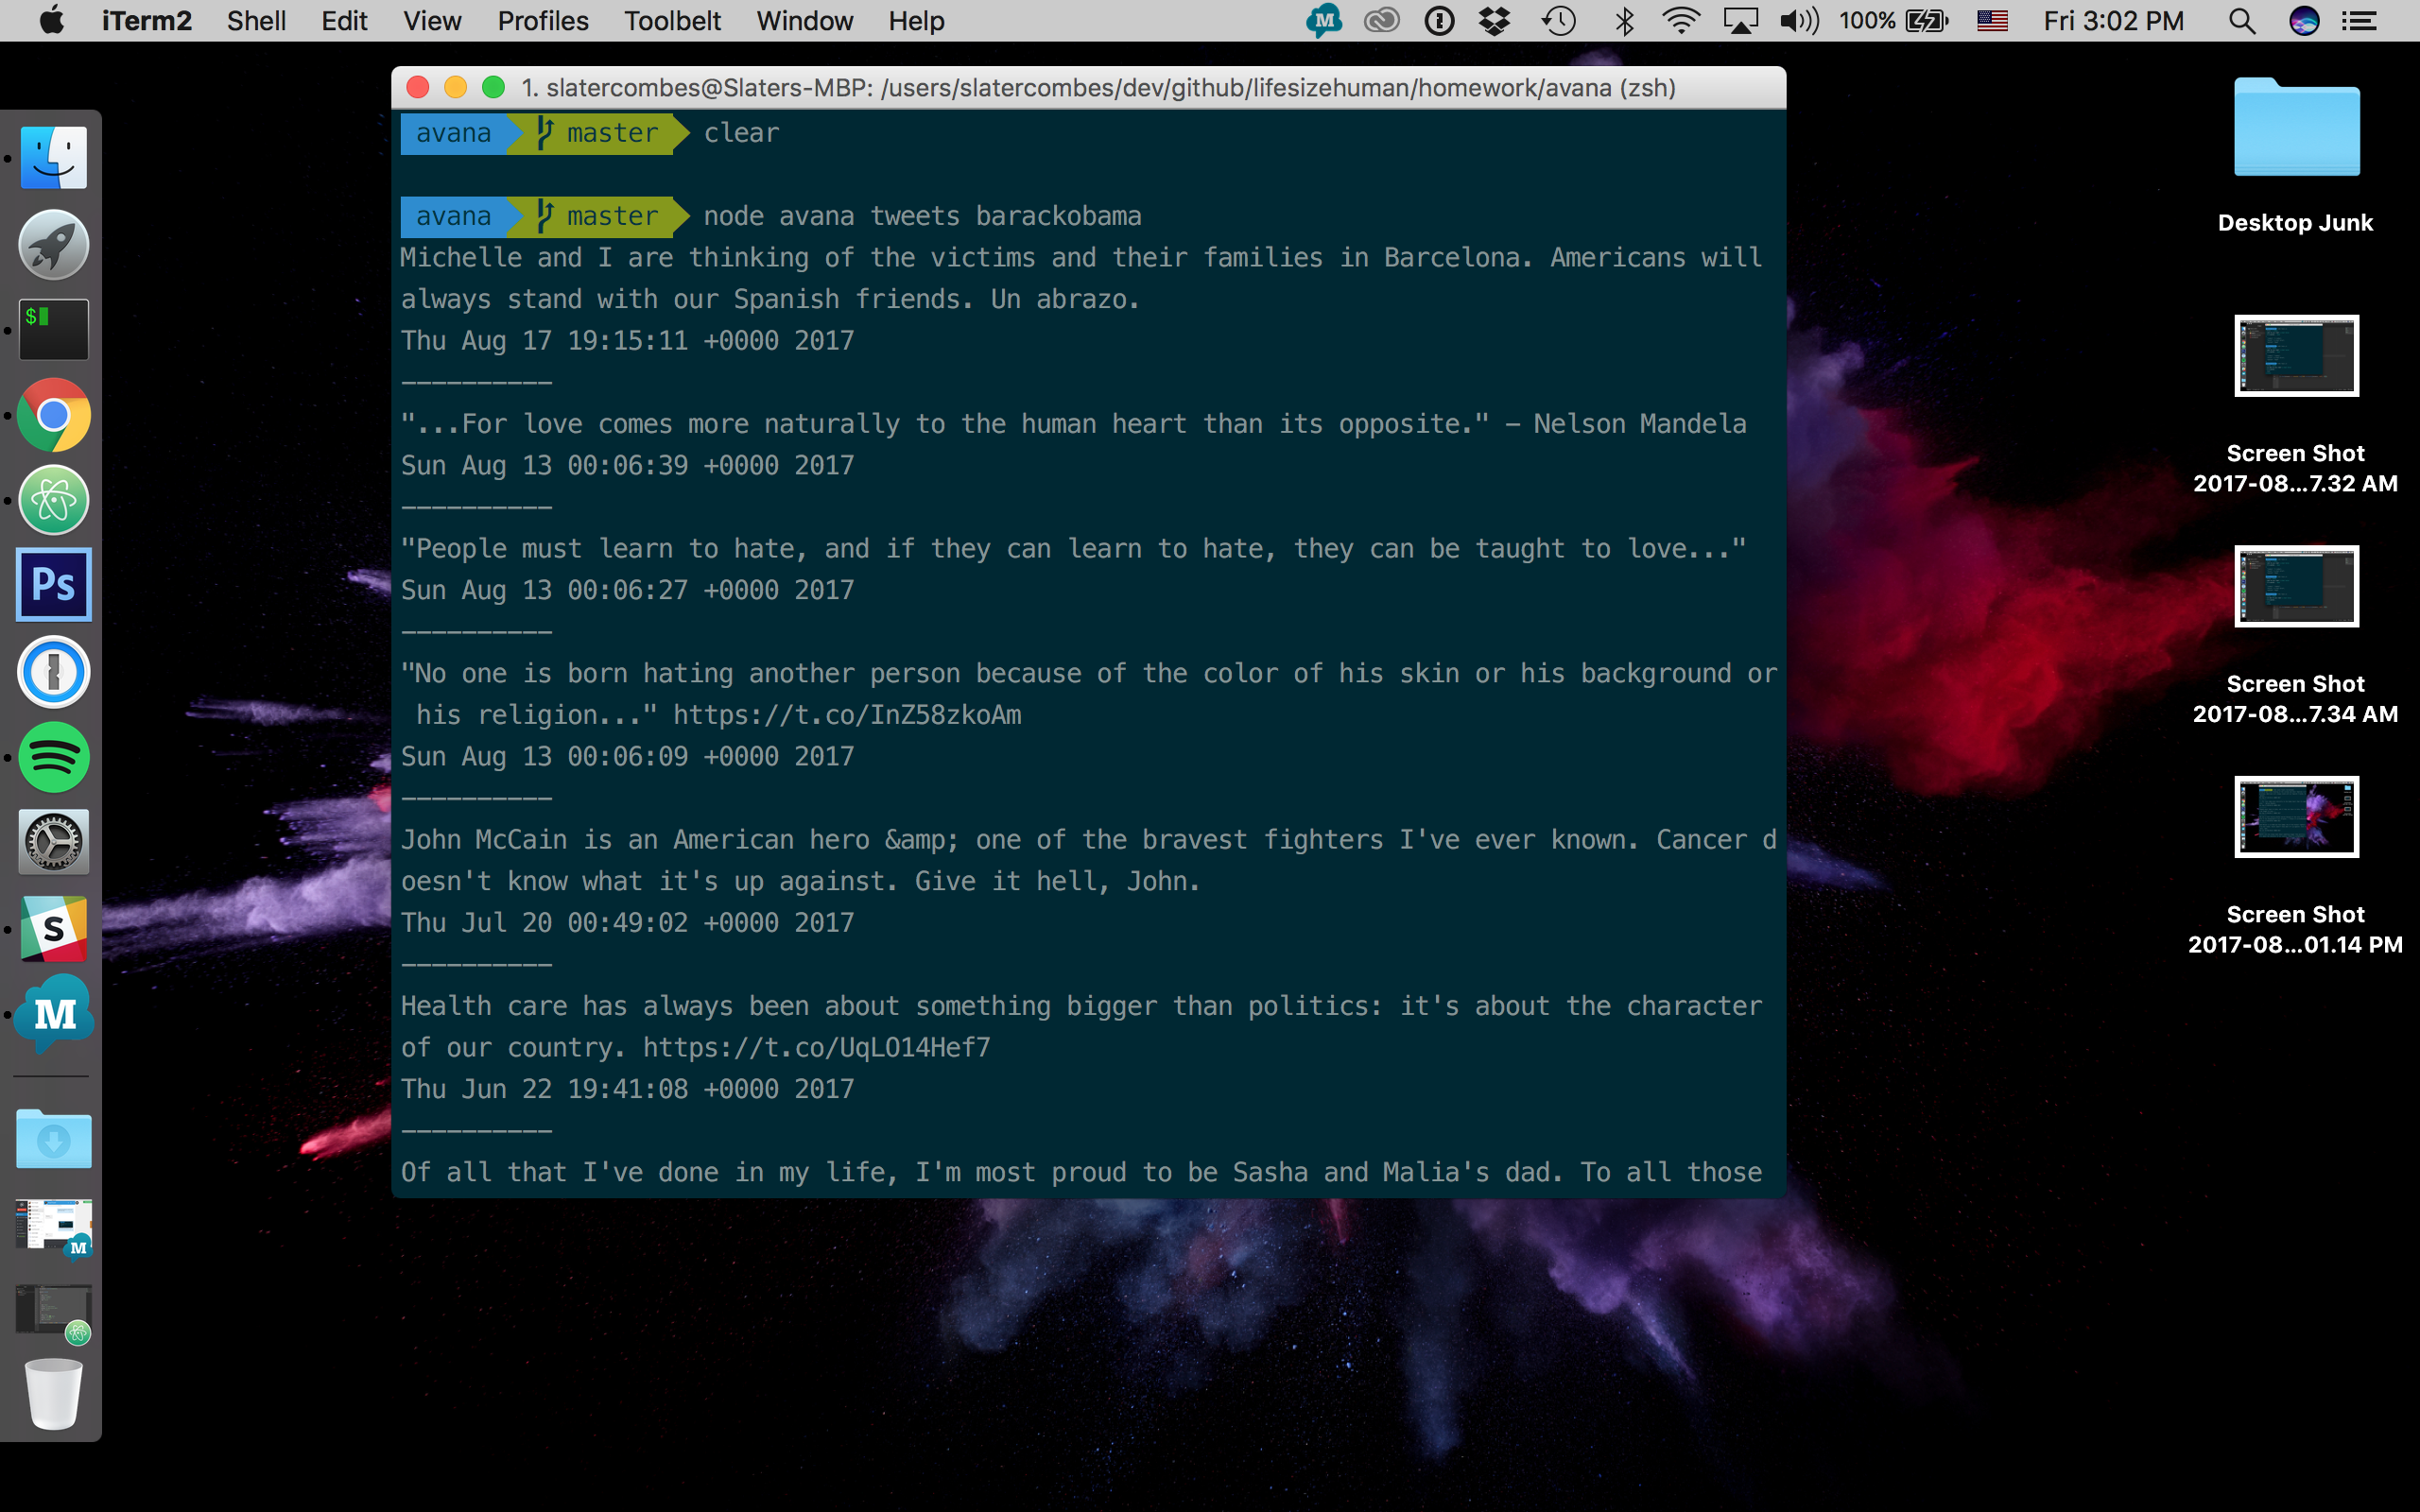 iTerm2 Shell Edit View Profiles Toolbelt Window Help 100% Fri 3:02 PM
1. slatercombes@Slaters-MBP: /users/slatercombes/dev/github/lifesizehuman/homework/avana (zsh)
avana master clear
avana master node avana tweets barackobama
Michelle and I are thinking of the victims and their families in Barcelona. Americans will
always stand with our Spanish friends. Un abrazo.
Thu Aug 17 19:15:11 +0000 2017
----------
"...For love comes more naturally to the human heart than its opposite." – Nelson Mandela
Sun Aug 13 00:06:39 +0000 2017
----------
"People must learn to hate, and if they can learn to hate, they can be taught to love..."
Sun Aug 13 00:06:27 +0000 2017
----------
"No one is born hating another person because of the color of his skin or his background or
his religion..." https://t.co/InZ58zkoAm
Sun Aug 13 00:06:09 +0000 2017
----------
John McCain is an American hero &amp; one of the bravest fighters I've ever known. Cancer d
oesn't know what it's up against. Give it hell, John.
Thu Jul 20 00:49:02 +0000 2017
----------
Health care has always been about something bigger than politics: it's about the character
of our country. https://t.co/UqLO14Hef7
Thu Jun 22 19:41:08 +0000 2017
----------
Of all that I've done in my life, I'm most proud to be Sasha and Malia's dad. To all those
Desktop Junk
Screen Shot
2017-08...7.32 AM
Screen Shot
2017-08...7.34 AM
Screen Shot
2017-08...01.14 PM
$
Ps
S
M